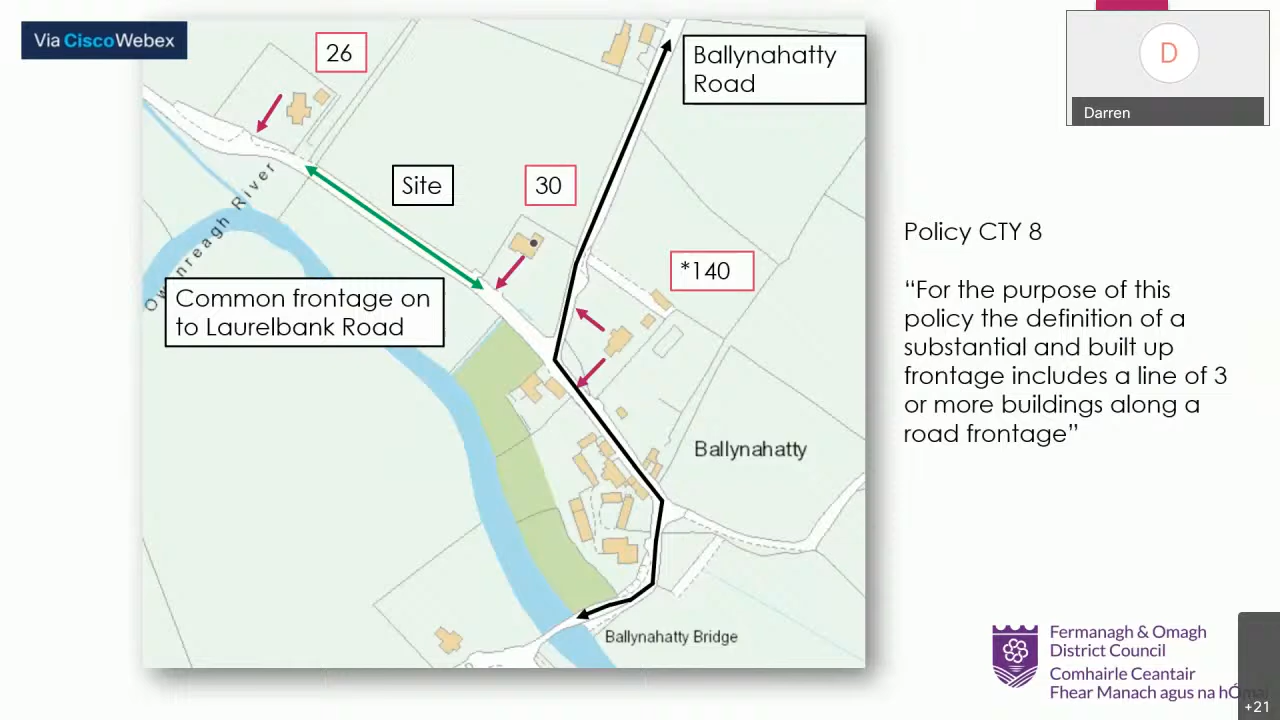 Via Cisco Webex
26
Ballynahatty
Road
D
Darren
Site
30
*140
Ownreagh River
Common frontage on
to Laurelbank Road
Policy CTY 8
“For the purpose of this
policy the definition of a
substantial and built up
frontage includes a line of 3
or more buildings along a
road frontage”
Ballynahatty
Ballynahatty Bridge
Fermanagh & Omagh
District Council
Comhairle Ceantair
Fhear Manach agus na hÓmaí
+21